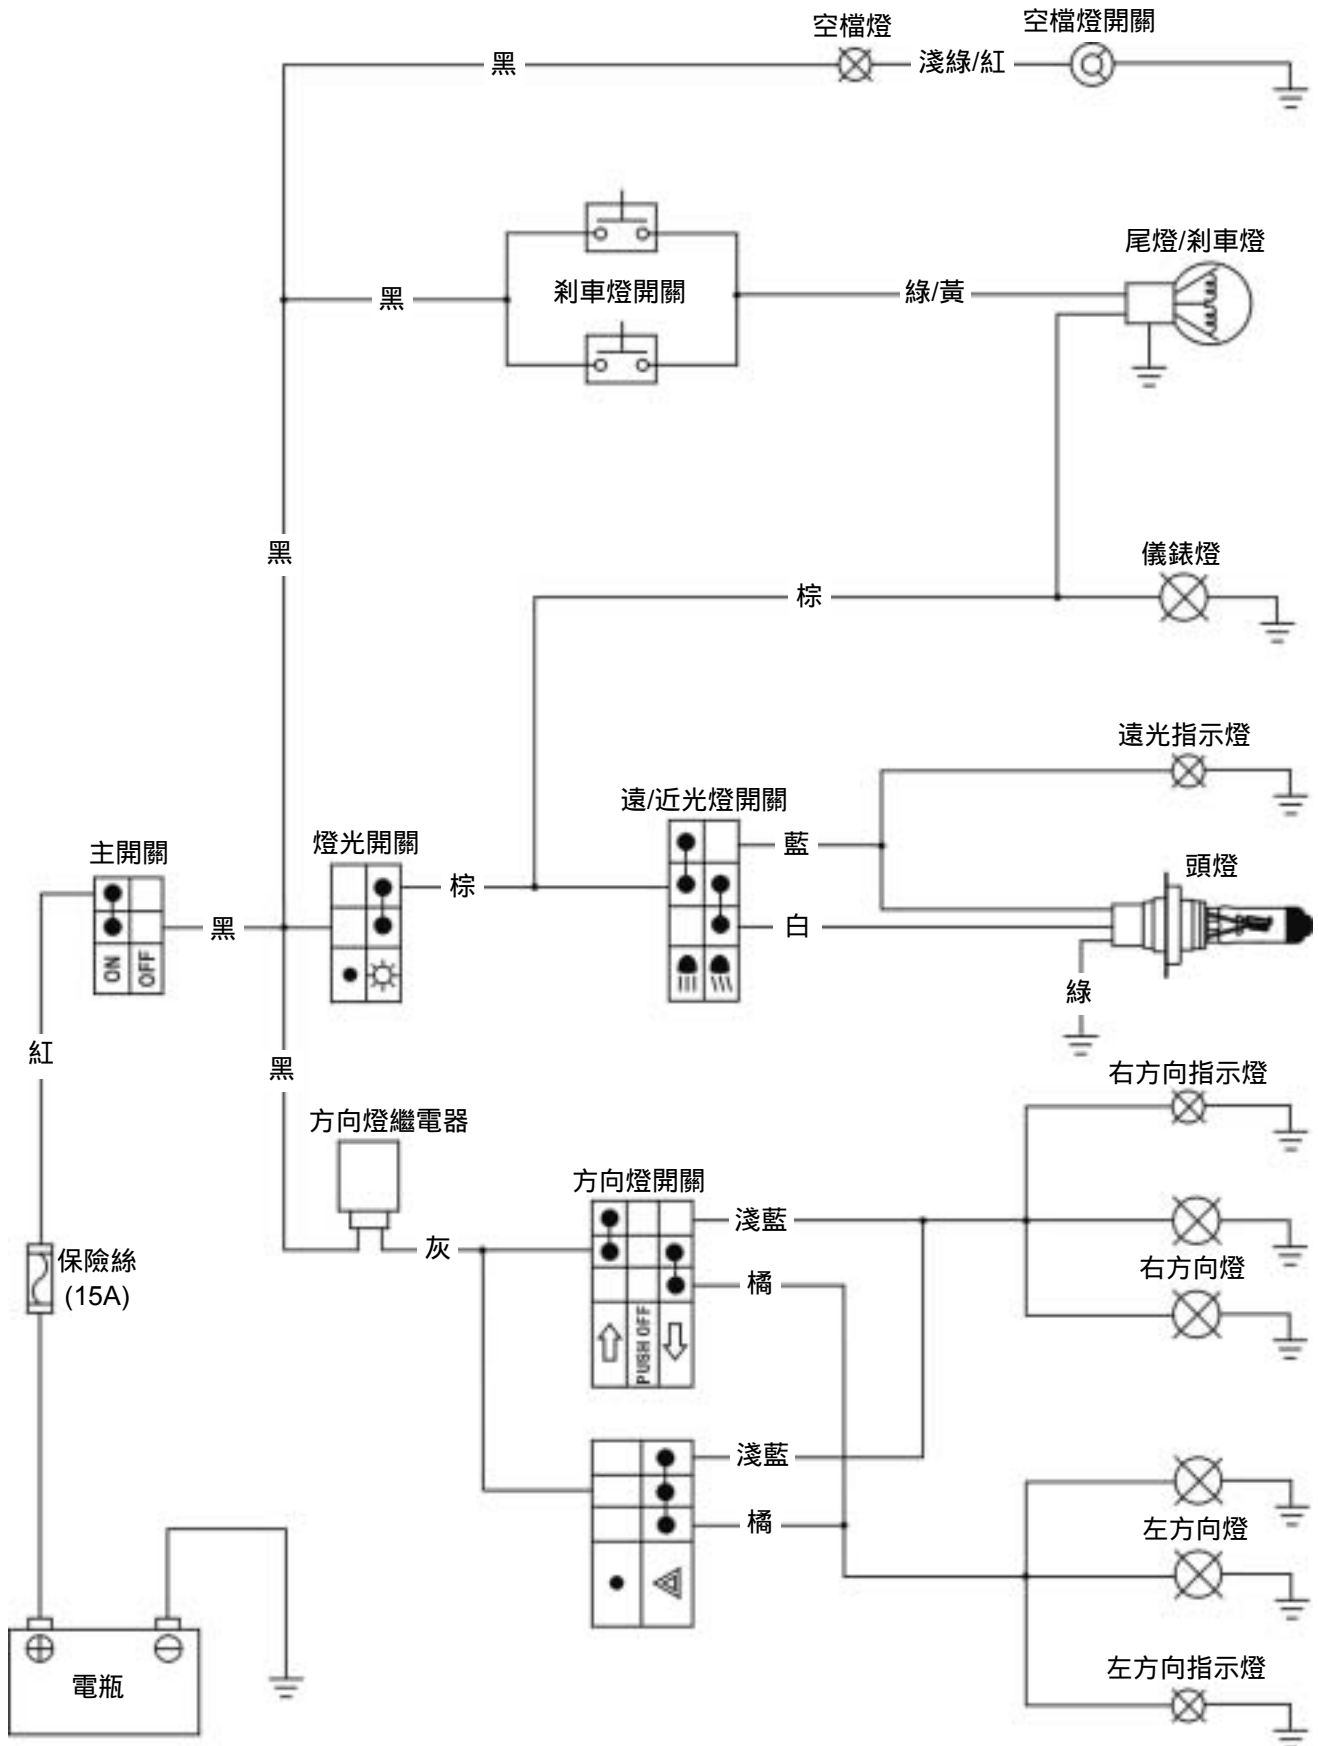 空檔燈
空檔燈開關
黑
淺綠/紅
尾燈/剎車燈
黑
剎車燈開關
綠/黃
黑
儀錶燈
棕
遠光指示燈
遠/近光燈開關
主開關
燈光開關
藍
頭燈
棕
黑
白
ON
OFF
綠
紅
黑
右方向指示燈
方向燈繼電器
方向燈開關
淺藍
灰
保險絲
(15A)
橘
右方向燈
PUSH OFF
淺藍
橘
左方向燈
電瓶
左方向指示燈